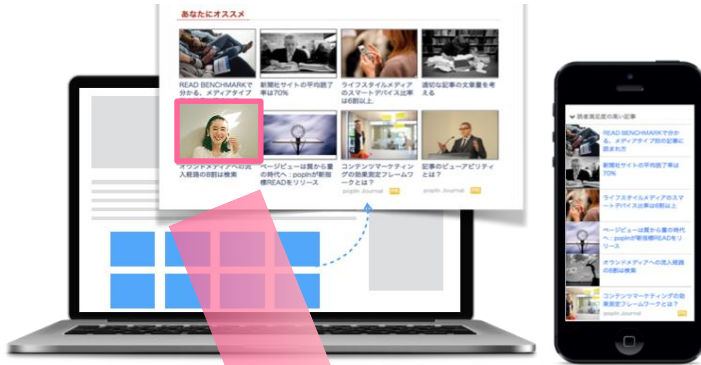 あなたにオススメ
READ BENCHMARKで
分かる，メディアタイプ
新聞社サイトの平均読了
率は70%
ライフスタイルメディア
のスマートデバイス比率
は6割以上
適切な記事の文章量を考
える
オウンドメディアへの流
入経路の8割は検索
ページビューは質から量
の時代へ：popInが新指
標READをリリース
コンテンツマーケティン
グの効果測定フレームワ
ークとは？
popIn Journal PR
記事のビューアビリティ
とは？
popIn Journal PR
読者満足度の高い記事
READ BENCHMARKで分か
る，メディアタイプ別の記事に
読まれ方
新聞社サイトの平均読了率は
70%
ライフスタイルメディアのスマ
ートデバイス比率は6割以上
ページビューは質から量の時代
へ：popInが新指標READをリ
リース
オウンドメディアへの流入経路
の8割は検索
コンテンツマーケティングの効
果測定フレームワークとは？
popIn Journal PR